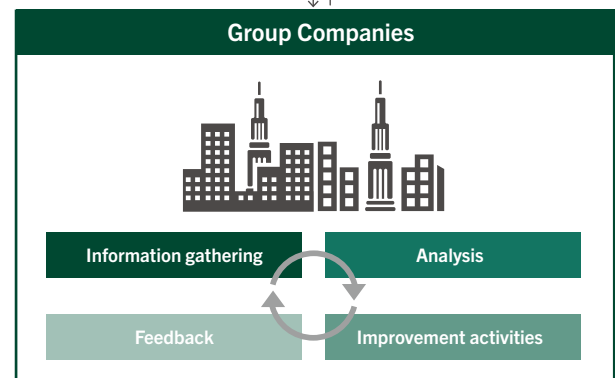 Group Companies
Information gathering
Analysis
Feedback
Improvement activities